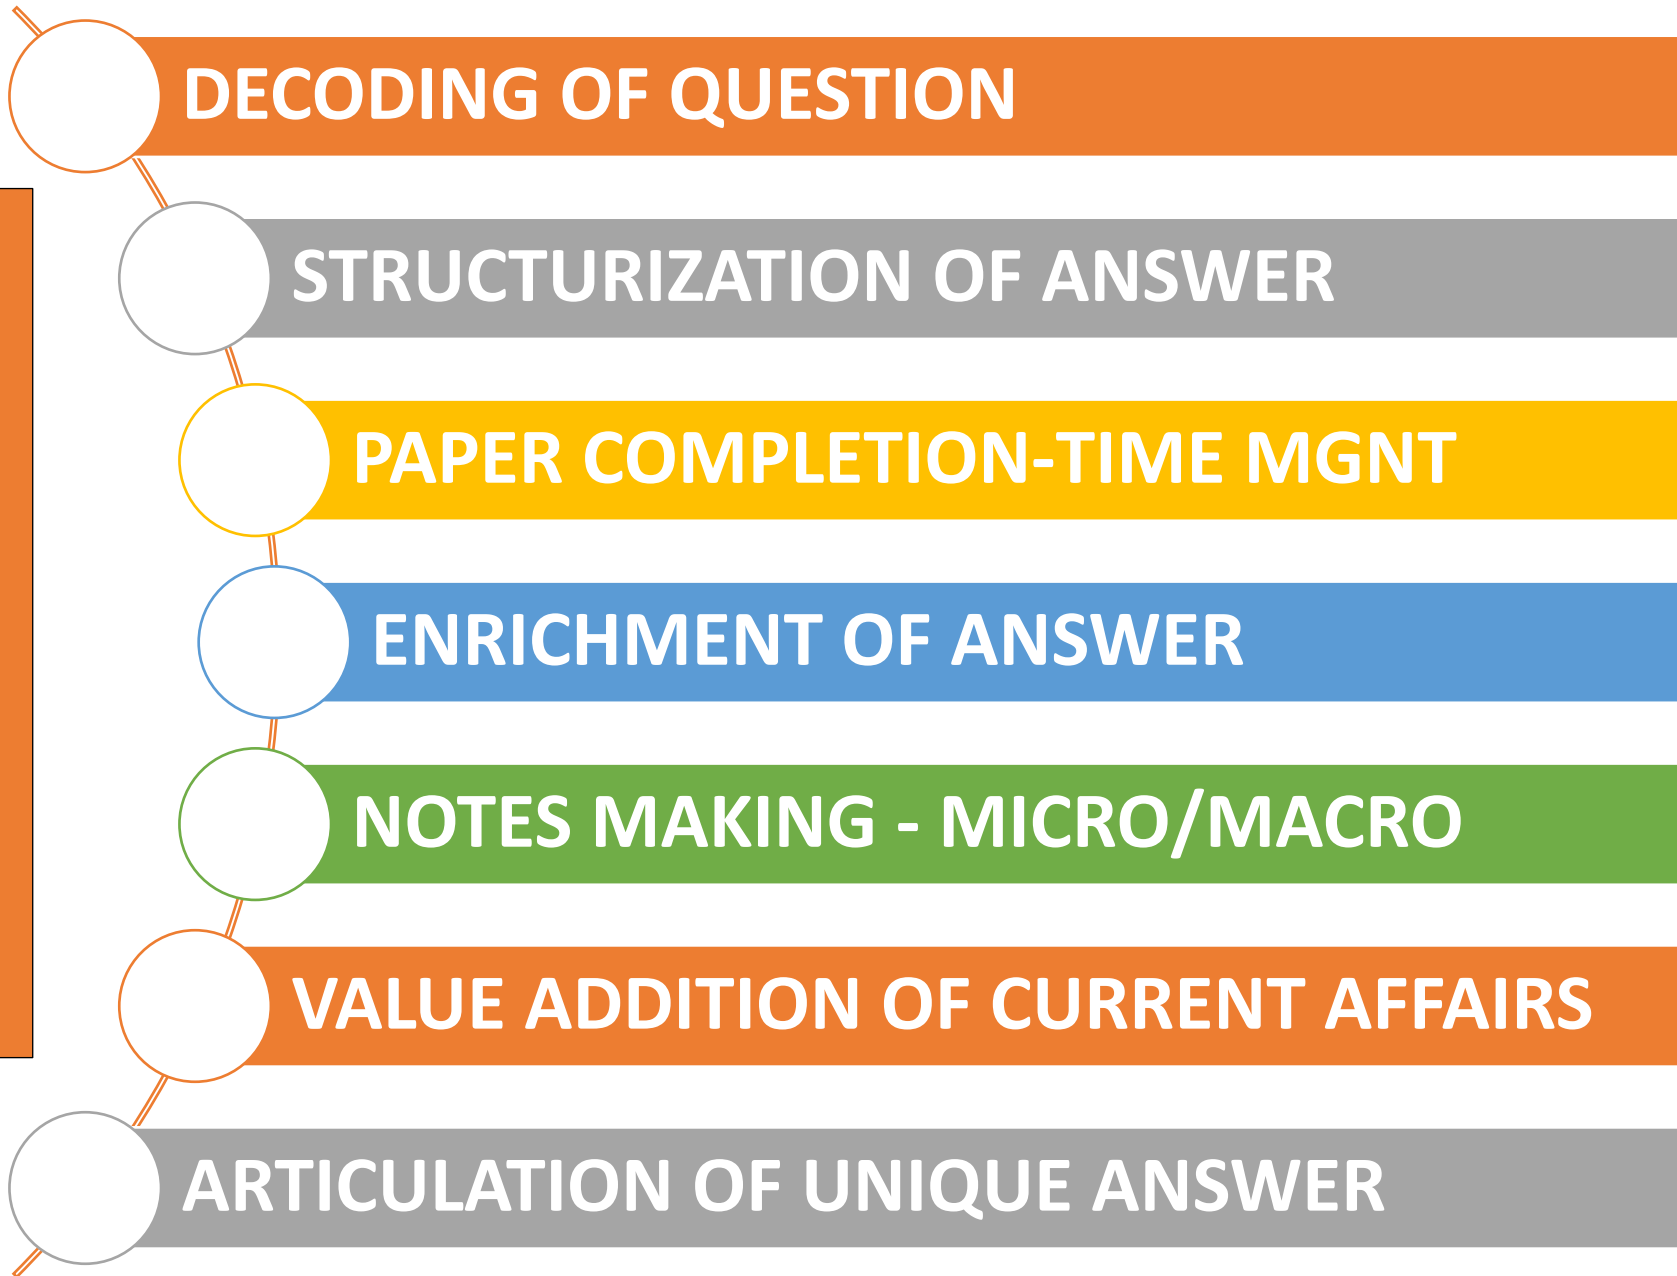 DECODING OF QUESTION
STRUCTURIZATION OF ANSWER
PAPER COMPLETION-TIME MGNT
ENRICHMENT OF ANSWER
NOTES MAKING - MICRO/MACRO
VALUE ADDITION OF CURRENT AFFAIRS
ARTICULATION OF UNIQUE ANSWER